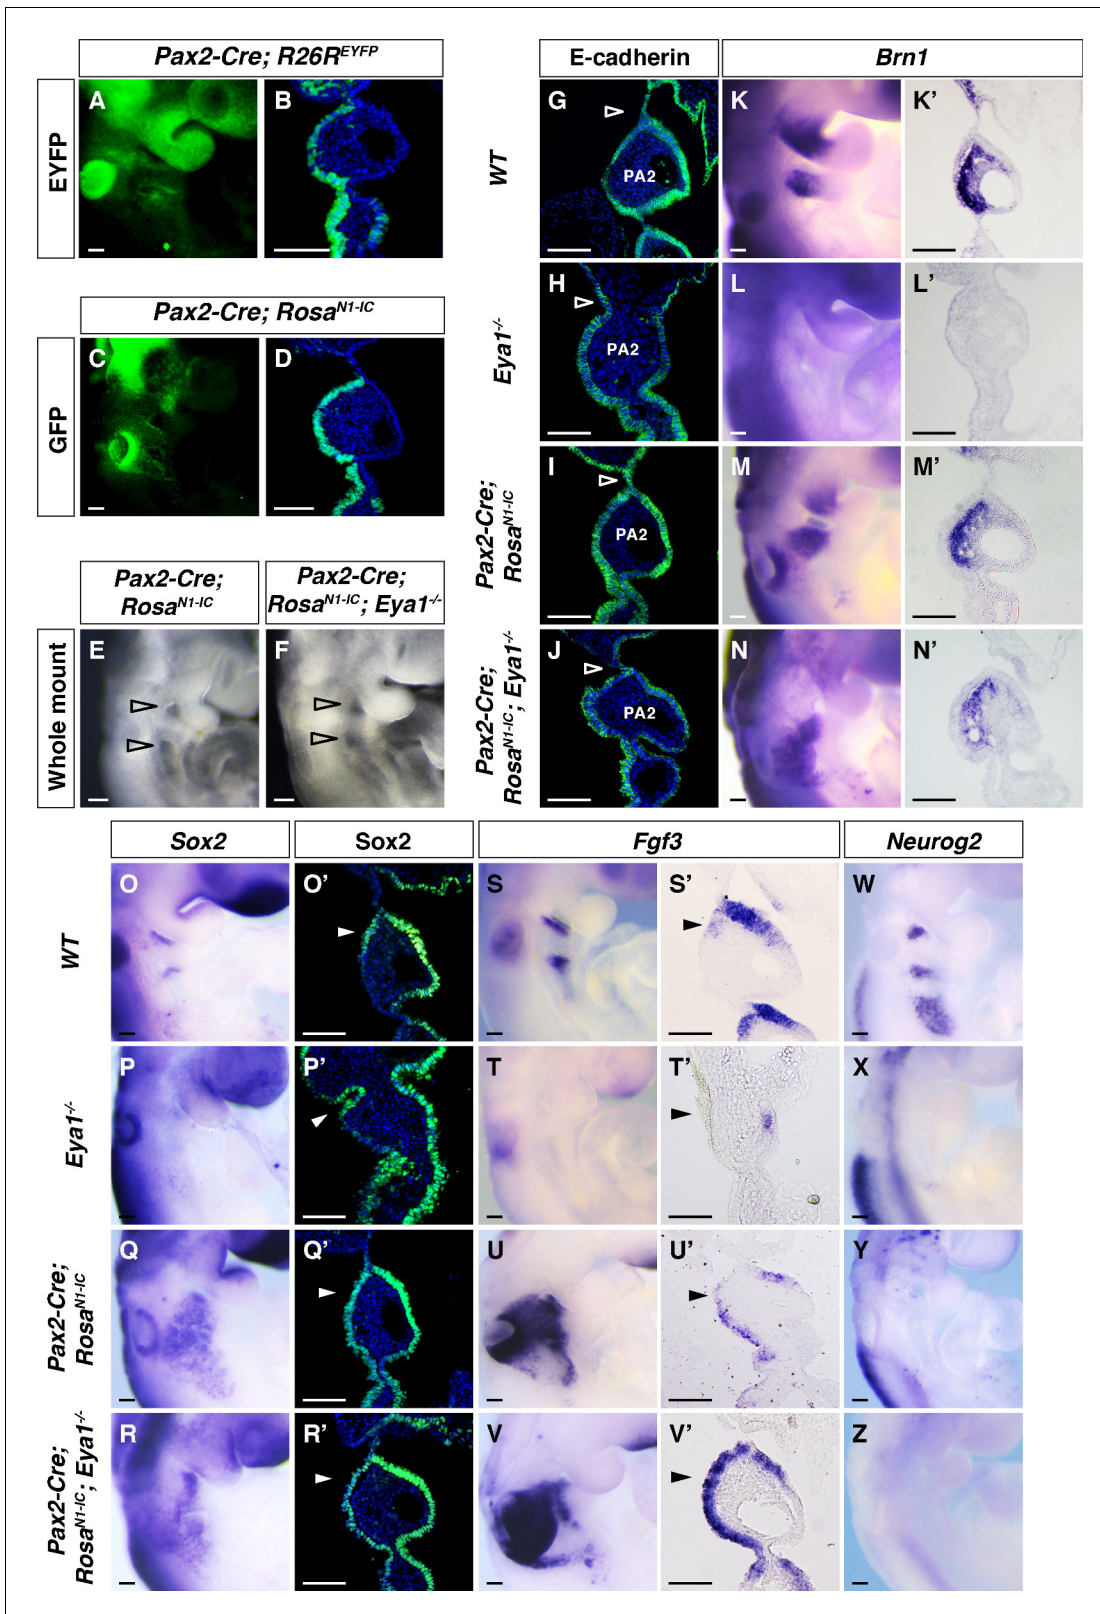 Pax2-Cre; R26R^EYFP
EYFP
A
B
Pax2-Cre; Rosa^N1-IC
GFP
C
D
Pax2-Cre;
Rosa^N1-IC
Pax2-Cre;
Rosa^N1-IC; Eya1^-/-
Whole mount
E
F
E-cadherin
Brn1
WT
G
PA2
K
K'
Eya1^-/-
H
PA2
L
L'
Pax2-Cre;
Rosa^N1-IC
I
PA2
M
M'
Pax2-Cre;
Rosa^N1-IC; Eya1^-/-
J
PA2
N
N'
Sox2
Sox2
Fgf3
Neurog2
WT
O
O'
S
S'
W
Eya1^-/-
P
P'
T
T'
X
Pax2-Cre;
Rosa^N1-IC
Q
Q'
U
U'
Y
Pax2-Cre;
Rosa^N1-IC; Eya1^-/-
R
R'
V
V'
Z